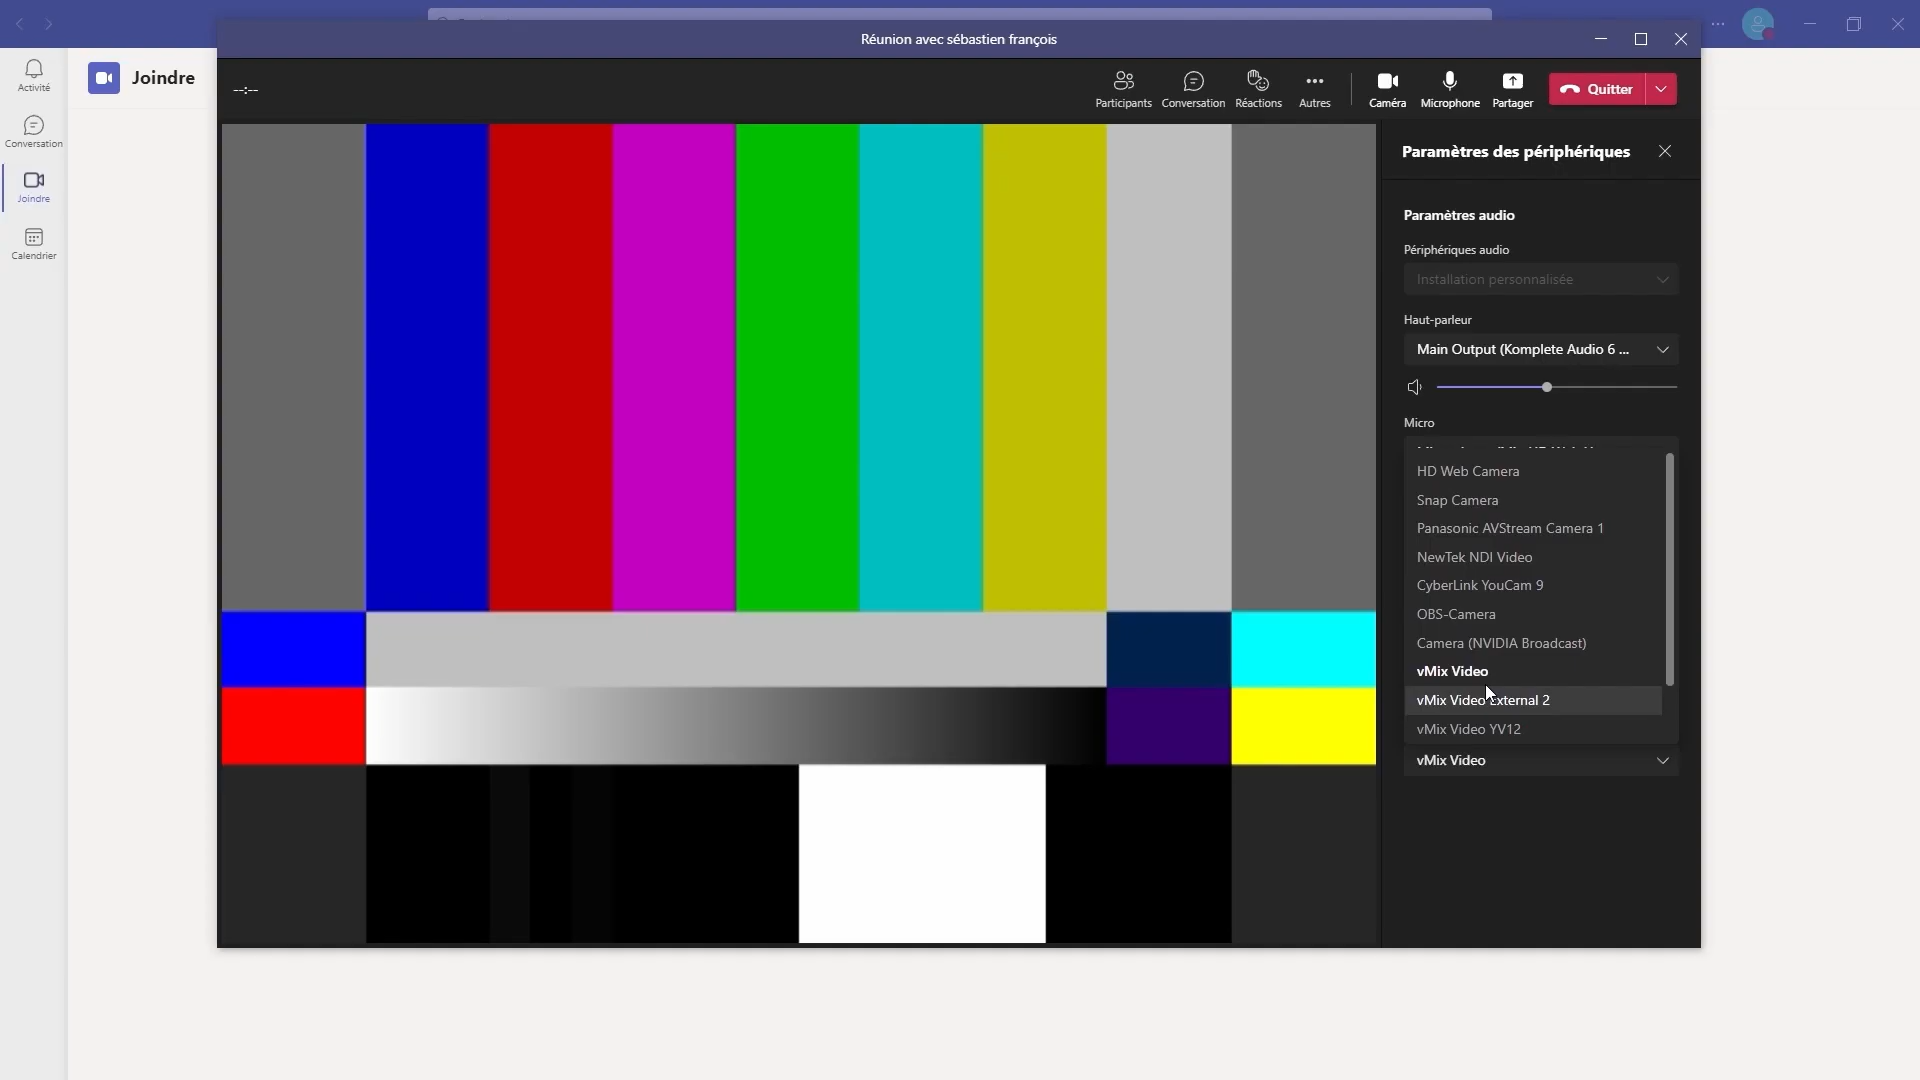 Réunion avec sébastien françois
Activité
Conversation
Joindre
Calendrier
Joindre
--:--
Participants
Conversation
Réactions
Autres
Caméra
Microphone
Partager
Quitter
Paramètres des périphériques
Paramètres audio
Périphériques audio
Installation personnalisée
Haut-parleur
Main Output (Komplete Audio 6 ...
Micro
HD Web Camera
Snap Camera
Panasonic AVStream Camera 1
NewTek NDI Video
CyberLink YouCam 9
OBS-Camera
Camera (NVIDIA Broadcast)
vMix Video
vMix Video External 2
vMix Video YV12
vMix Video